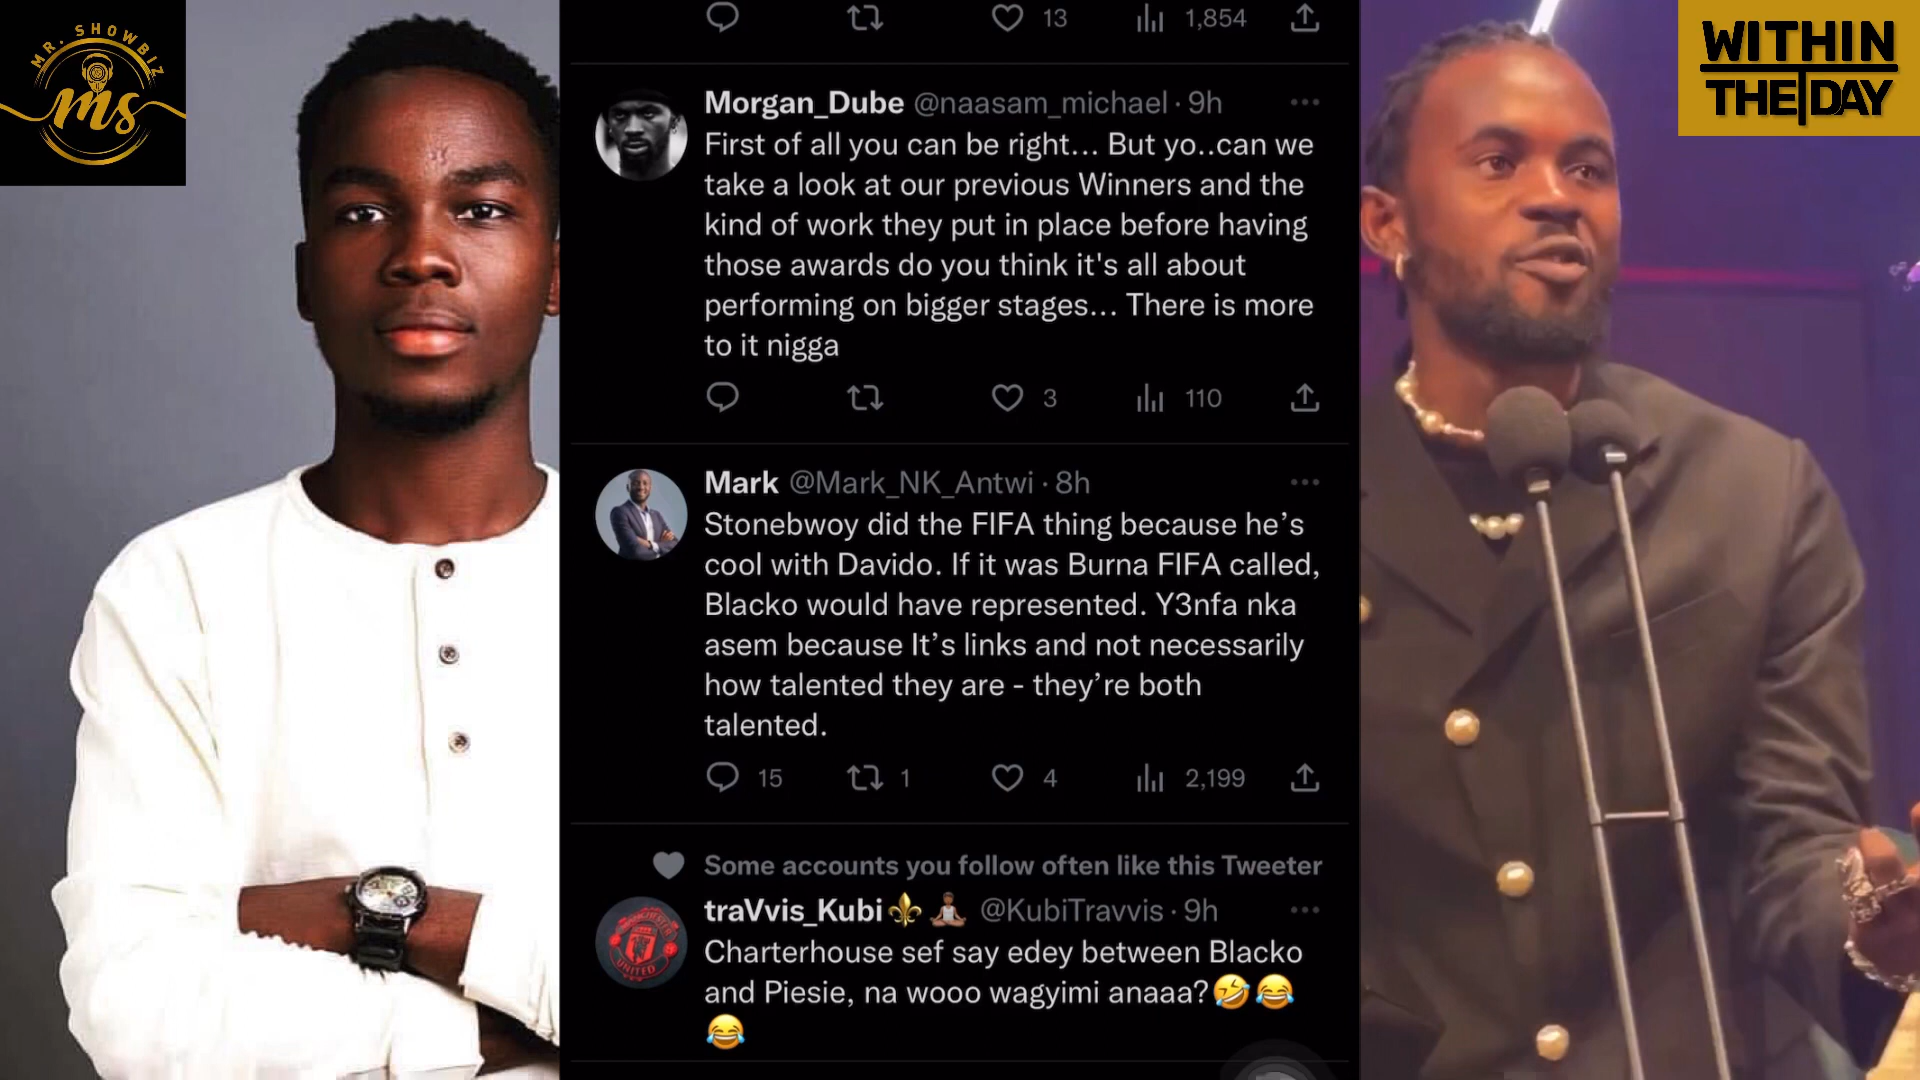 MR. SHOWBIZ
ms
13 1,854
Morgan_Dube @naasam_michael · 9h
First of all you can be right... But yo..can we
take a look at our previous Winners and the
kind of work they put in place before having
those awards do you think it's all about
performing on bigger stages... There is more
to it nigga
3 110
Mark @Mark_NK_Antwi · 8h
Stonebwoy did the FIFA thing because he's
cool with Davido. If it was Burna FIFA called,
Blacko would have represented. Y3nfa nka
asem because It's links and not necessarily
how talented they are - they're both
talented.
15 1 4 2,199
Some accounts you follow often like this Tweeter
traVvis_Kubi⚜️🧘🏾‍♂️ @KubiTravvis · 9h
MANCHESTER
UNITED
Charterhouse sef say edey between Blacko
and Piesie, na wooo wagyimi anaaa?🤣😂
😂
WITHIN
THE DAY